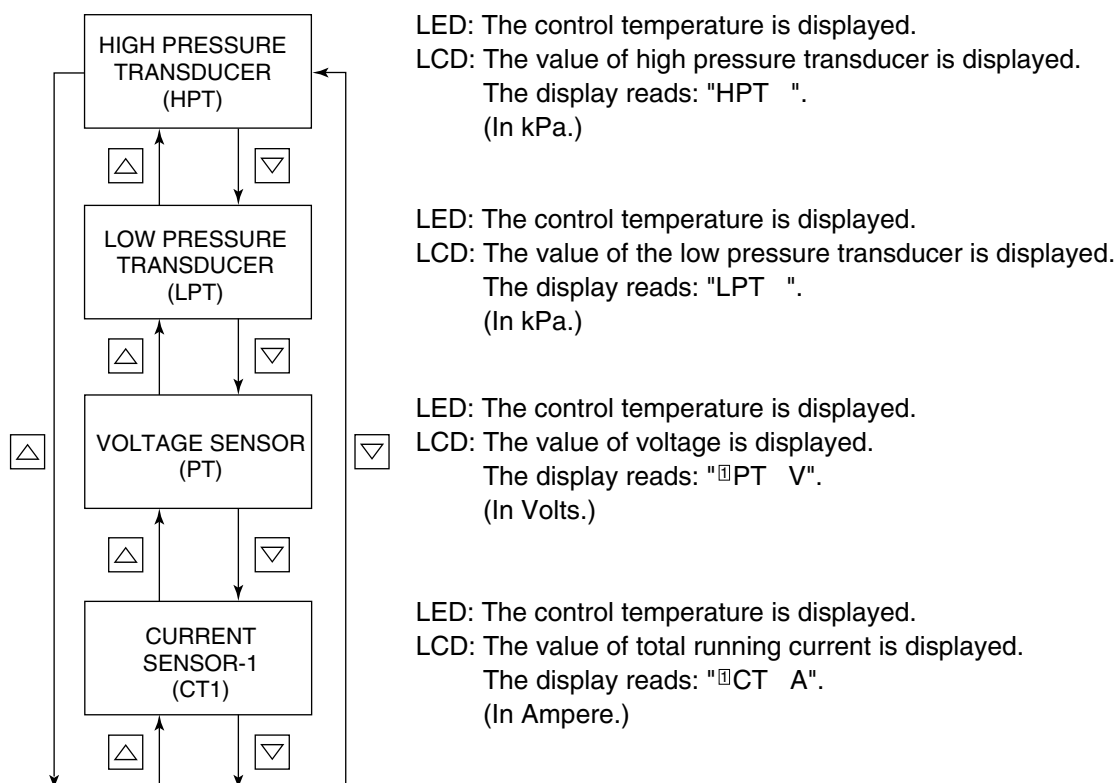 HIGH PRESSURE
TRANSDUCER
(HPT)
LED: The control temperature is displayed.
LCD: The value of high pressure transducer is displayed.
The display reads: "HPT   ".
(In kPa.)
LOW PRESSURE
TRANSDUCER
(LPT)
LED: The control temperature is displayed.
LCD: The value of the low pressure transducer is displayed.
The display reads: "LPT   ".
(In kPa.)
VOLTAGE SENSOR
(PT)
LED: The control temperature is displayed.
LCD: The value of voltage is displayed.
The display reads: "1PT   V".
(In Volts.)
CURRENT
SENSOR-1
(CT1)
LED: The control temperature is displayed.
LCD: The value of total running current is displayed.
The display reads: "1CT   A".
(In Ampere.)